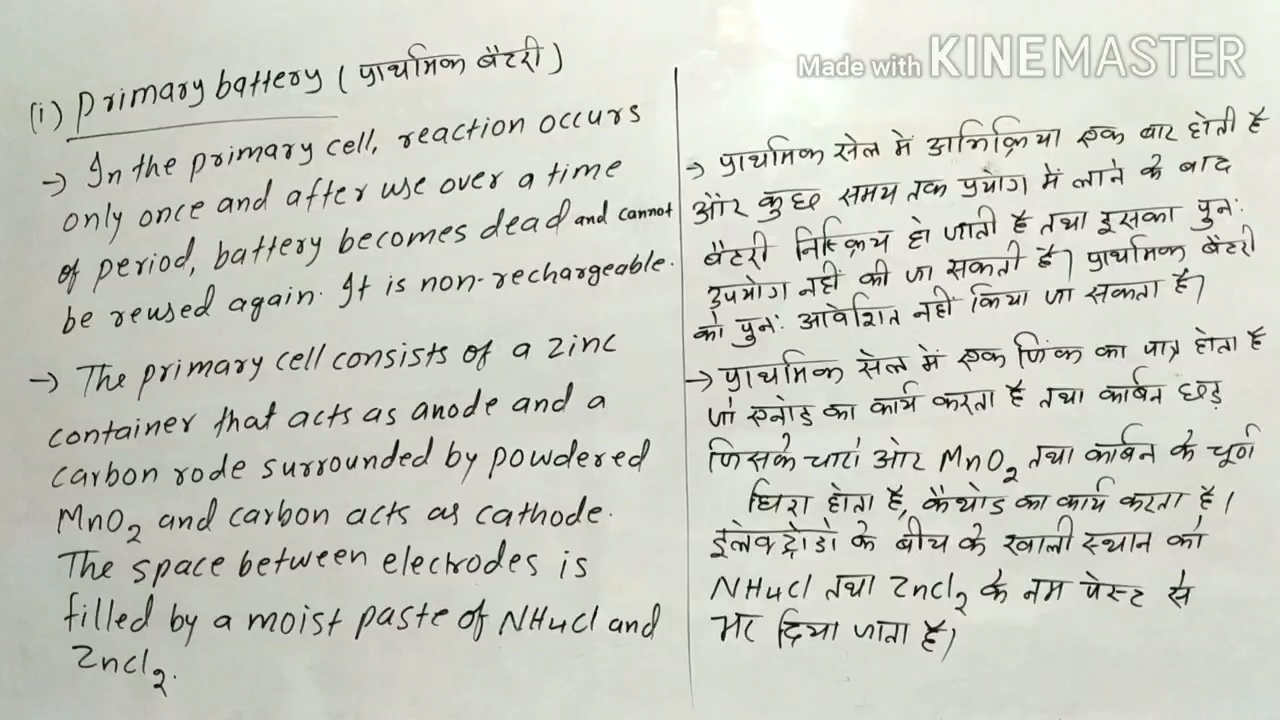 Made with KINEMASTER
(i) Primary battery (प्राथमिक बैटरी)
→ In the primary cell, reaction occurs
only once and after use over a time
of period, battery becomes dead and cannot
be reused again. It is non-rechargeable.
→ The primary cell consists of a zinc
container that acts as anode and a
carbon rode surrounded by powdered
MnO₂ and carbon acts as cathode.
The space between electrodes is
filled by a moist paste of NH4Cl and
Zncl₂.
→ प्राथमिक सेल में अभिक्रिया एक बार होती है
और कुछ समय तक प्रयोग में लाने के बाद
बैटरी निष्क्रिय हो जाती है तथा इसका पुनः
उपयोग नहीं की जा सकती है। प्राथमिक बैटरी
को पुनः आवेशित नही किया जा सकता है।
→ प्राथमिक सेल में एक जिंक का पात्र होता है
जो एनोड का कार्य करता है तथा कार्बन छड़
जिसके चारो ओर MnO₂ तथा कार्बन के चूर्ण
घिरा होता है, कैथोड का कार्य करता है।
इलेक्ट्रोडो के बीच के खाली स्थान को
NH4Cl तथा Zncl₂ के नम पेस्ट से
भर दिया जाता है।